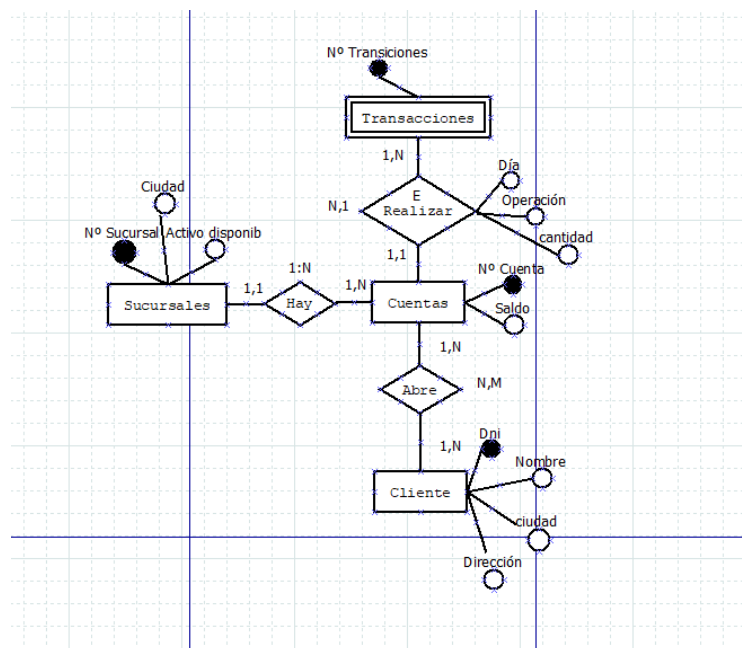 Nº Transiciones
Transacciones
1,N
Día
E
Realizar
N,1
Operación
cantidad
1,1
Ciudad
Nº Sucursal
Activo disponib
Nº Cuenta
1:N
1,1
1,N
Sucursales
Hay
Cuentas
Saldo
1,N
Abre
N,M
1,N
Dni
Nombre
Cliente
ciudad
Dirección